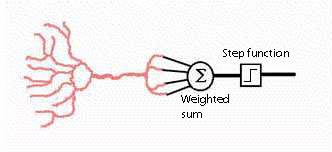 Step function
Σ
Weighted
sum